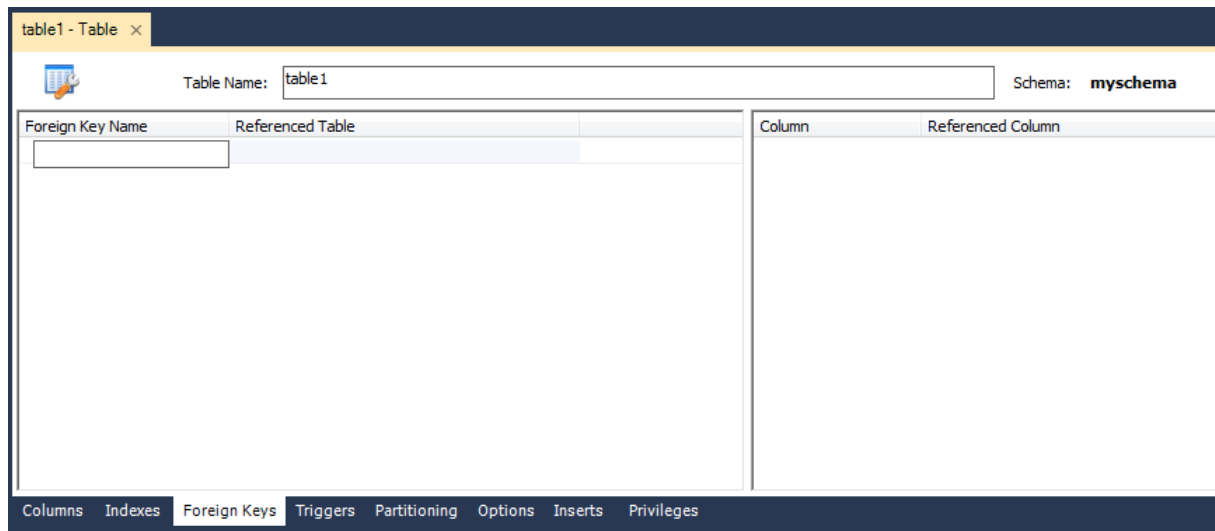 table1 - Table ×
Table Name: table1 Schema: myschema
Foreign Key Name Referenced Table Column Referenced Column
Columns Indexes Foreign Keys Triggers Partitioning Options Inserts Privileges